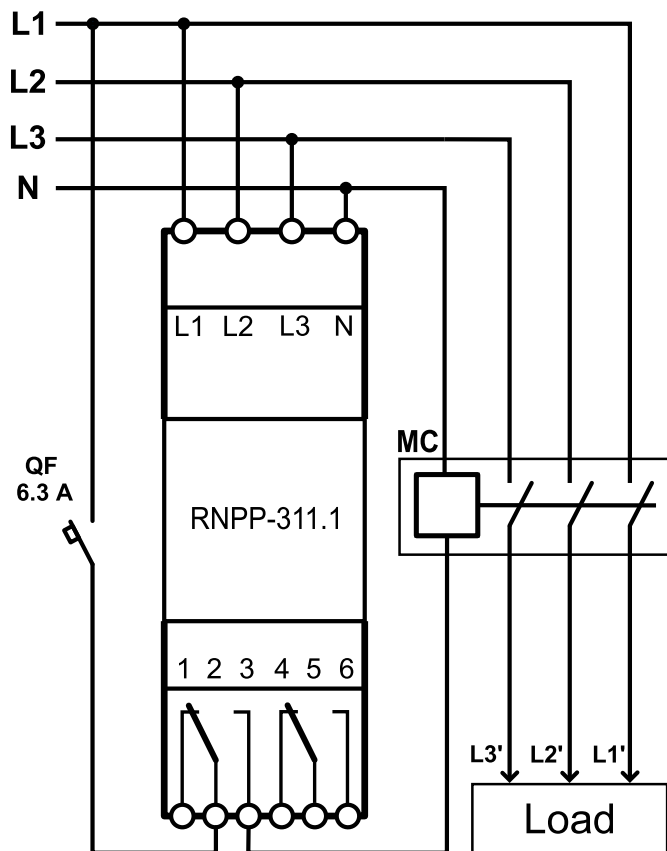 L1
L2
L3
N
L1 L2 L3 N
MC
QF
6.3 A
RNPP-311.1
1 2 3 4 5 6
L3' L2' L1'
Load